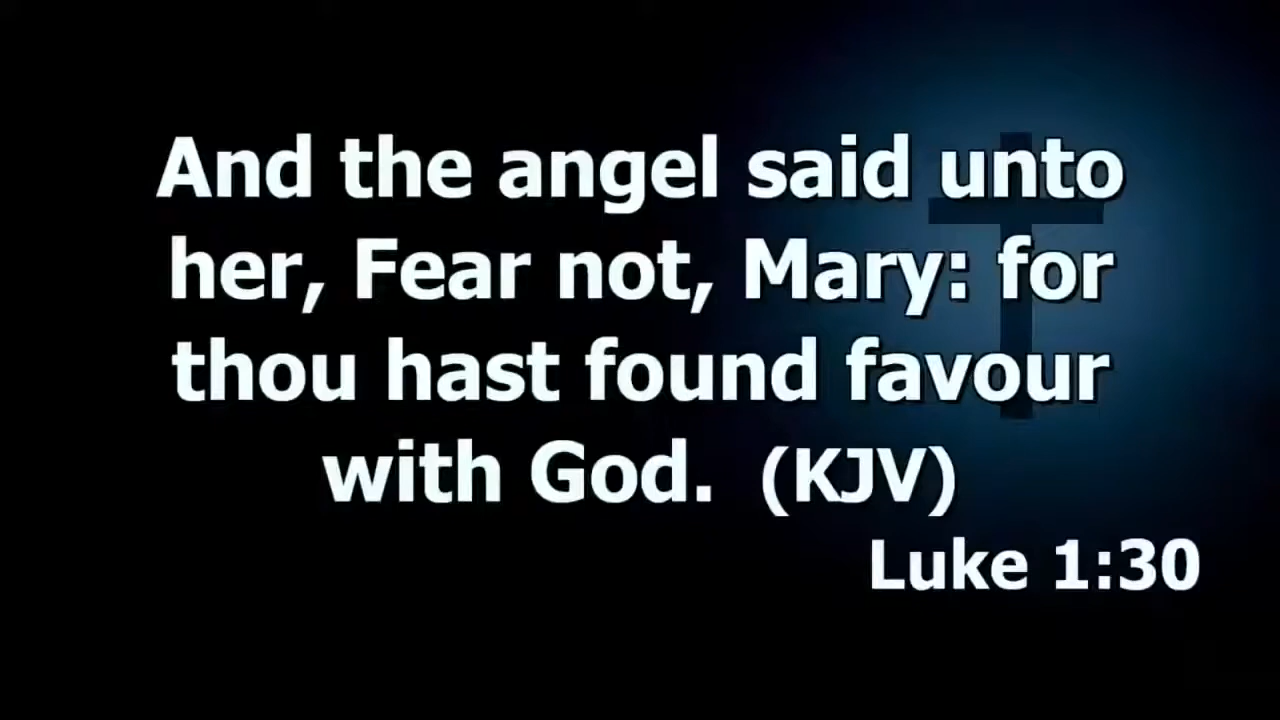 And the angel said unto
her, Fear not, Mary: for
thou hast found favour
with God.  (KJV)
Luke 1:30